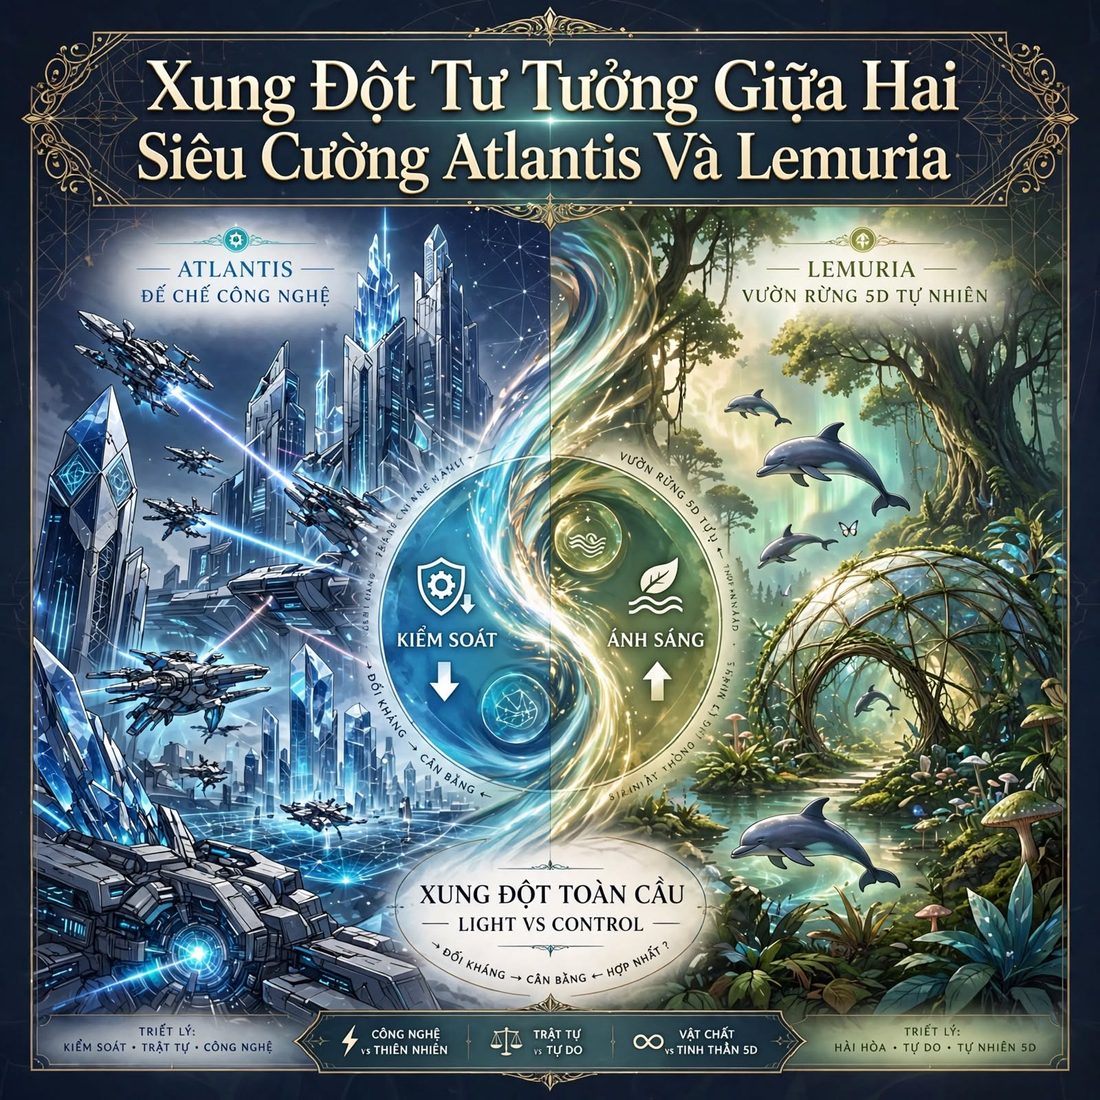 Xung Đột Tư Tưởng Giữa Hai
Siêu Cường Atlantis Và Lemuria
ATLANTIS
ĐẾ CHẾ CÔNG NGHỆ
LEMURIA
VƯỜN RỪNG 5D TỰ NHIÊN
VƯỜN RỪNG 5D TỰ
KIỂM SOÁT
ÁNH SÁNG
← ĐỐI KHÁNG → CÂN BẰNG ←
XUNG ĐỘT TOÀN CẦU
LIGHT VS CONTROL
→ ĐỐI KHÁNG → CÂN BẰNG ← HỢP NHẤT ?
TRIẾT LÝ:
KIỂM SOÁT • TRẬT TỰ • CÔNG NGHỆ
CÔNG NGHỆ
vs THIÊN NHIÊN
TRẬT TỰ
vs TỰ DO
VẬT CHẤT
vs TINH THẦN 5D
TRIẾT LÝ:
HÀI HÒA • TỰ DO • TỰ NHIÊN 5D